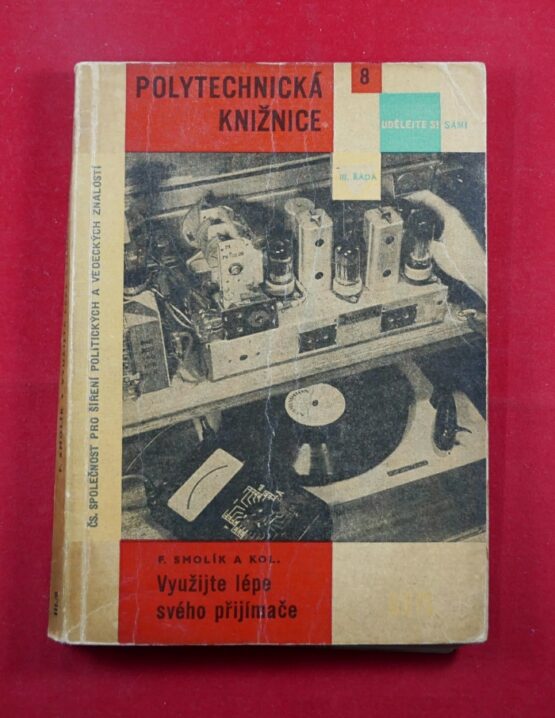 POLYTECHNICKÁ
KNIŽNICE
8
UDĚLEJTE SI SAMI
III. ŘADA
ČS. SPOLEČNOST PRO ŠÍŘENÍ POLITICKÝCH A VĚDECKÝCH ZNALOSTÍ
F. SMOLÍK A KOL.
Využijte lépe
svého přijímače
F. SMOLÍK